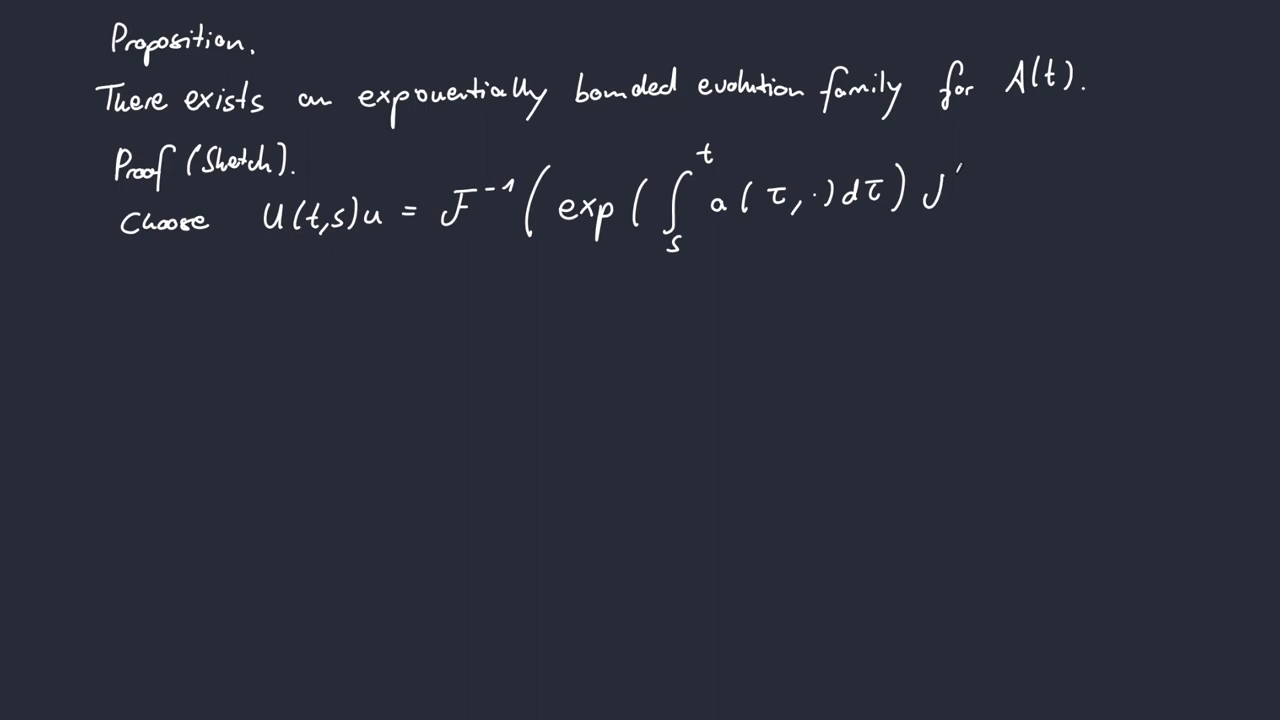 Proposition.
There exists an exponentially bounded evolution family for A(t).
Proof (Sketch).
Choose U(t,s)u = F⁻¹( exp( ∫ₛᵗ a(τ,·)dτ)